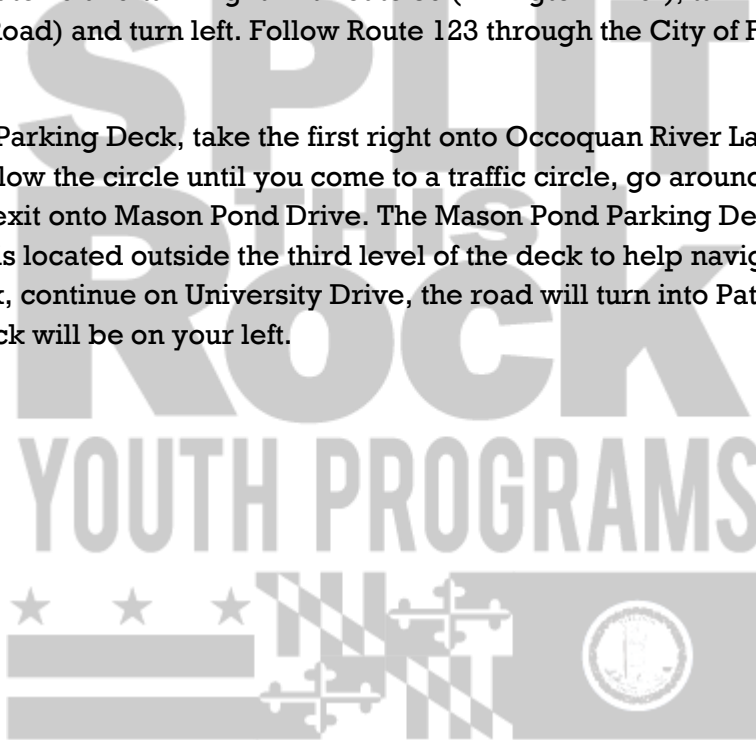 Road) and turn left. Follow Route 123 through the City of F
Parking Deck, take the first right onto Occoquan River La
low the circle until you come to a traffic circle, go around
exit onto Mason Pond Drive. The Mason Pond Parking De
s located outside the third level of the deck to help navig
k, continue on University Drive, the road will turn into Pat
ck will be on your left.
SPLIT
THIS
ROCK
YOUTH PROGRAMS